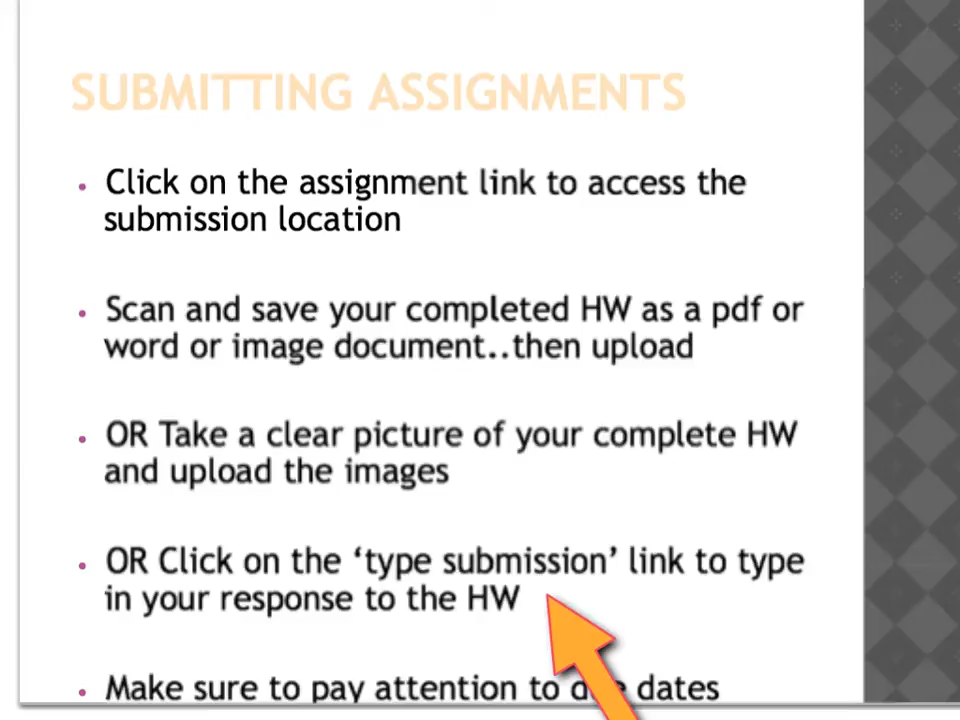 SUBMITTING ASSIGNMENTS
• Click on the assignment link to access the
submission location
• Scan and save your completed HW as a pdf or
word or image document..then upload
• OR Take a clear picture of your complete HW
and upload the images
• OR Click on the ‘type submission’ link to type
in your response to the HW
• Make sure to pay attention to due dates